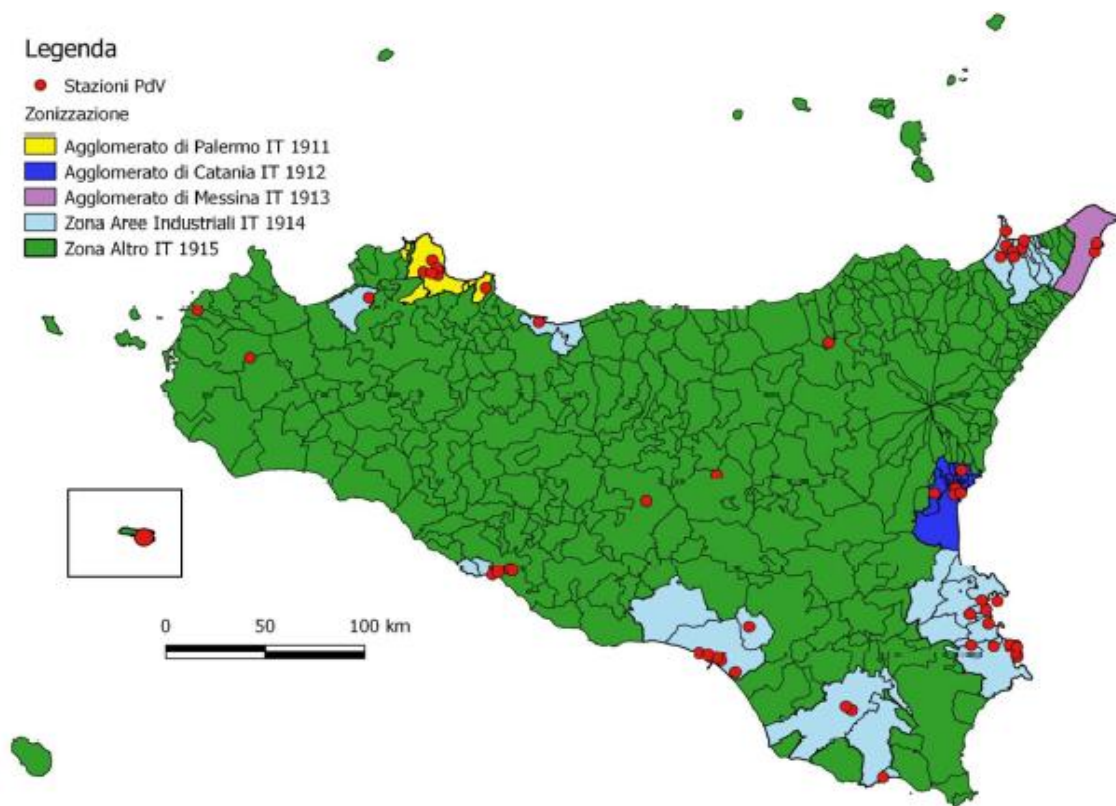 Legenda
Stazioni PdV
Zonizzazione
Agglomerato di Palermo IT 1911
Agglomerato di Catania IT 1912
Agglomerato di Messina IT 1913
Zona Aree Industriali IT 1914
Zona Altro IT 1915
0 50 100 km